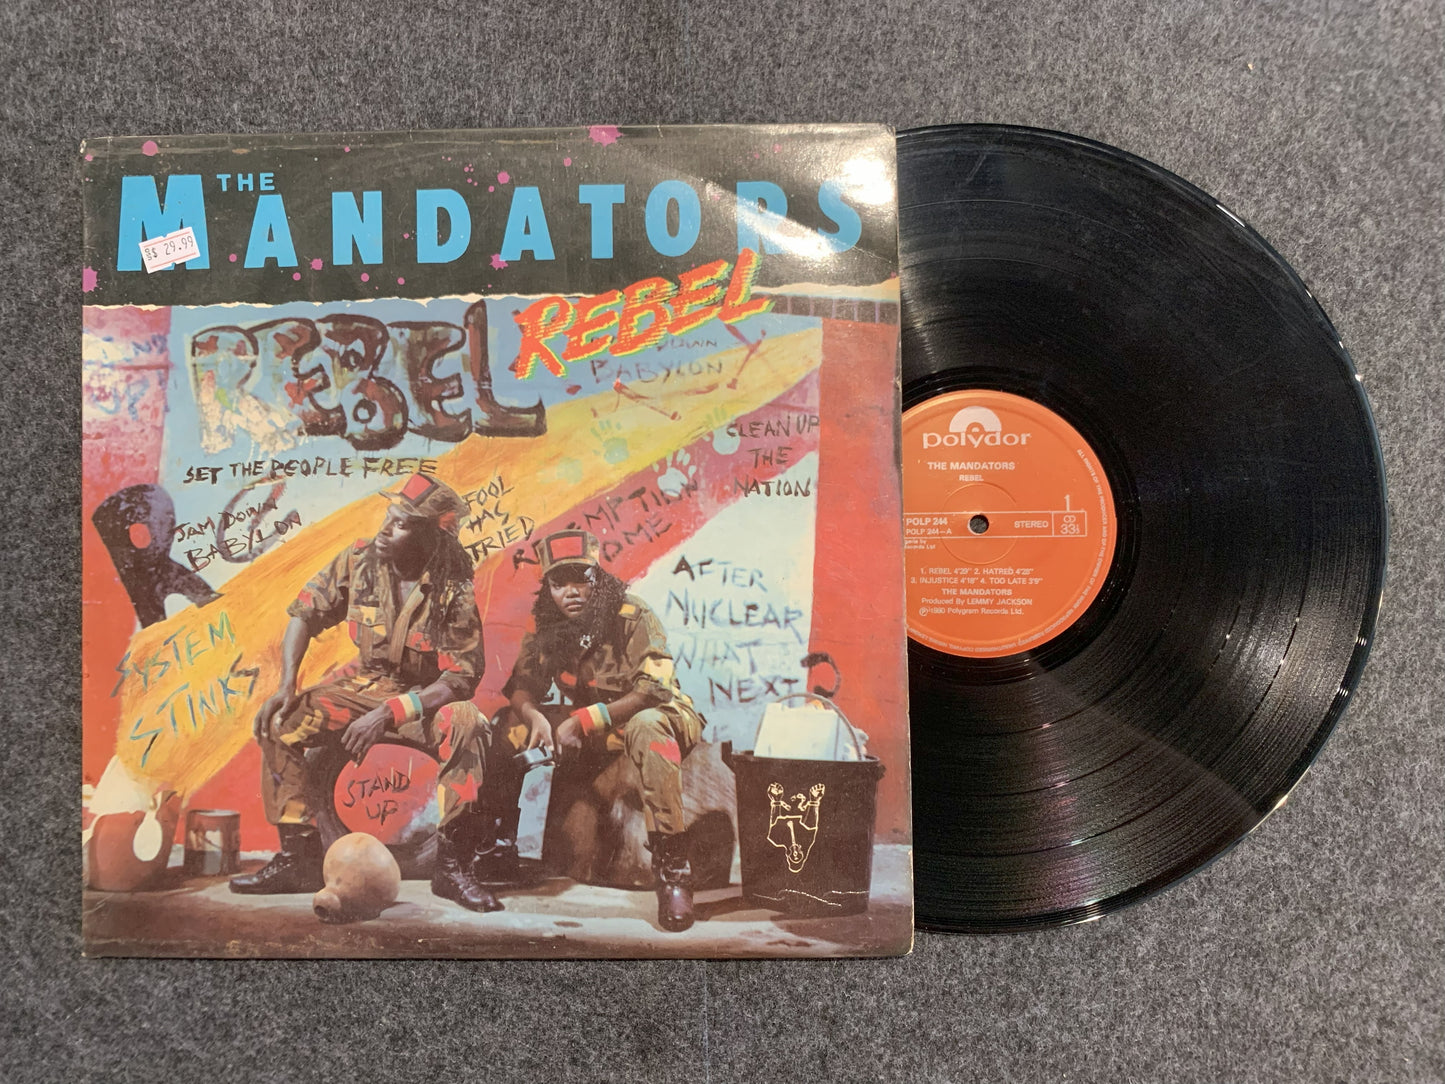 THE
MANDATORS
$ 29.99
REBEL
REBEL
DOWN
BABYLON
CLEAN UP
THE
NATION
SET THE PEOPLE FREE
JAM DOWN
BABYLON
FOOL
HAS
TRIED
AFTER
NUCLEAR
WHAT
NEXT ?
SYSTEM
STINKS
STAND
UP
polydor
THE MANDATORS
REBEL
1
STEREO
33⅓
POLP 244
POLP 244-A
1. REBEL 4'29" 2. HATRED 4'28"
3. INJUSTICE 4'18" 4. TOO LATE 3'9"
THE MANDATORS
Produced By LEMMY JACKSON
Polygram Records Ltd.